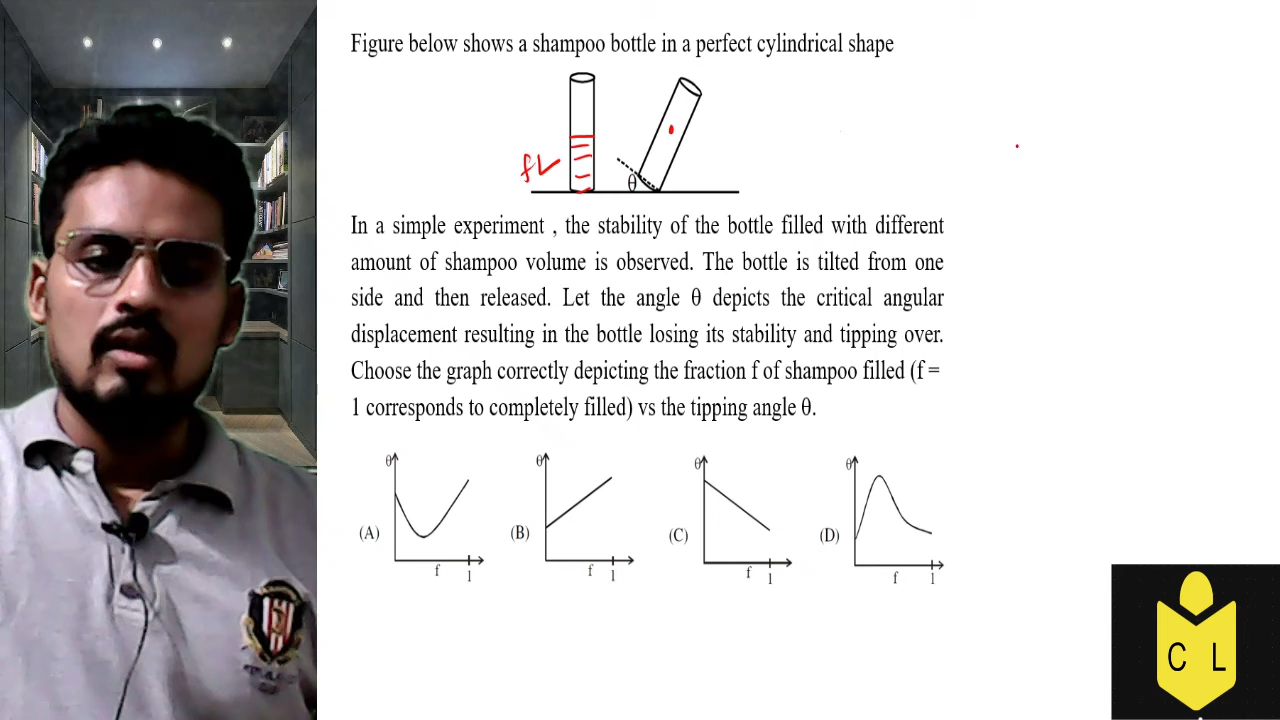 Figure below shows a shampoo bottle in a perfect cylindrical shape
fL
θ
In a simple experiment , the stability of the bottle filled with different
amount of shampoo volume is observed. The bottle is tilted from one
side and then released. Let the angle θ depicts the critical angular
displacement resulting in the bottle losing its stability and tipping over.
Choose the graph correctly depicting the fraction f of shampoo filled (f =
1 corresponds to completely filled) vs the tipping angle θ.
(A) θ f 1
(B) θ f 1
(C) θ f 1
(D) θ f 1
C L